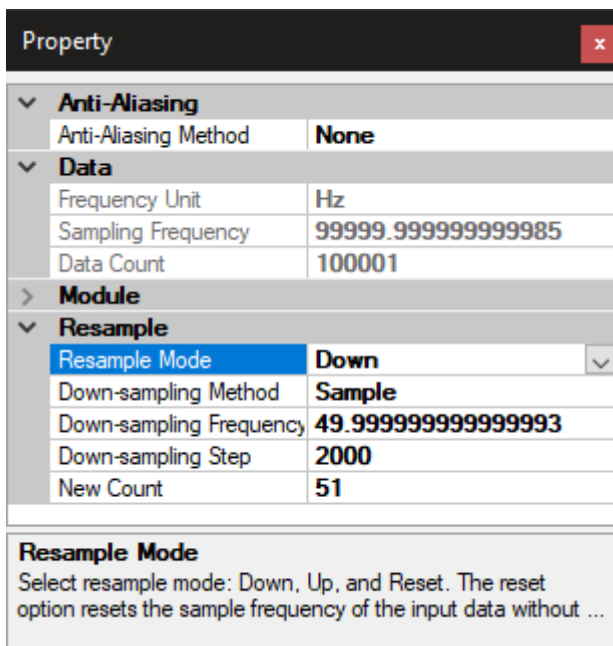 Property x
Anti-Aliasing
Anti-Aliasing Method None
Data
Frequency Unit Hz
Sampling Frequency 99999.999999999985
Data Count 100001
Module
Resample
Resample Mode Down
Down-sampling Method Sample
Down-sampling Frequency 49.999999999999993
Down-sampling Step 2000
New Count 51
Resample Mode
Select resample mode: Down, Up, and Reset. The reset
option resets the sample frequency of the input data without ...